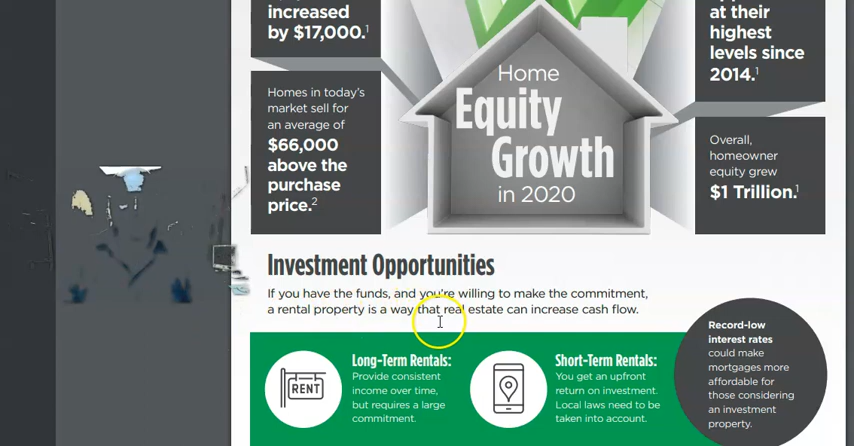 increased
by $17,000.¹
Homes in today's
market sell for
an average of
$66,000
above the
purchase
price.²
Home
Equity
Growth
in 2020
at their
highest
levels since
2014.¹
Overall,
homeowner
equity grew
$1 Trillion.¹
Investment Opportunities
If you have the funds, and you're willing to make the commitment,
a rental property is a way that real estate can increase cash flow.
RENT
Long-Term Rentals:
Provide consistent
income over time,
but requires a large
commitment.
Short-Term Rentals:
You get an upfront
return on investment.
Local laws need to be
taken into account.
Record-low
interest rates
could make
mortgages more
affordable for
those considering
an investment
property.